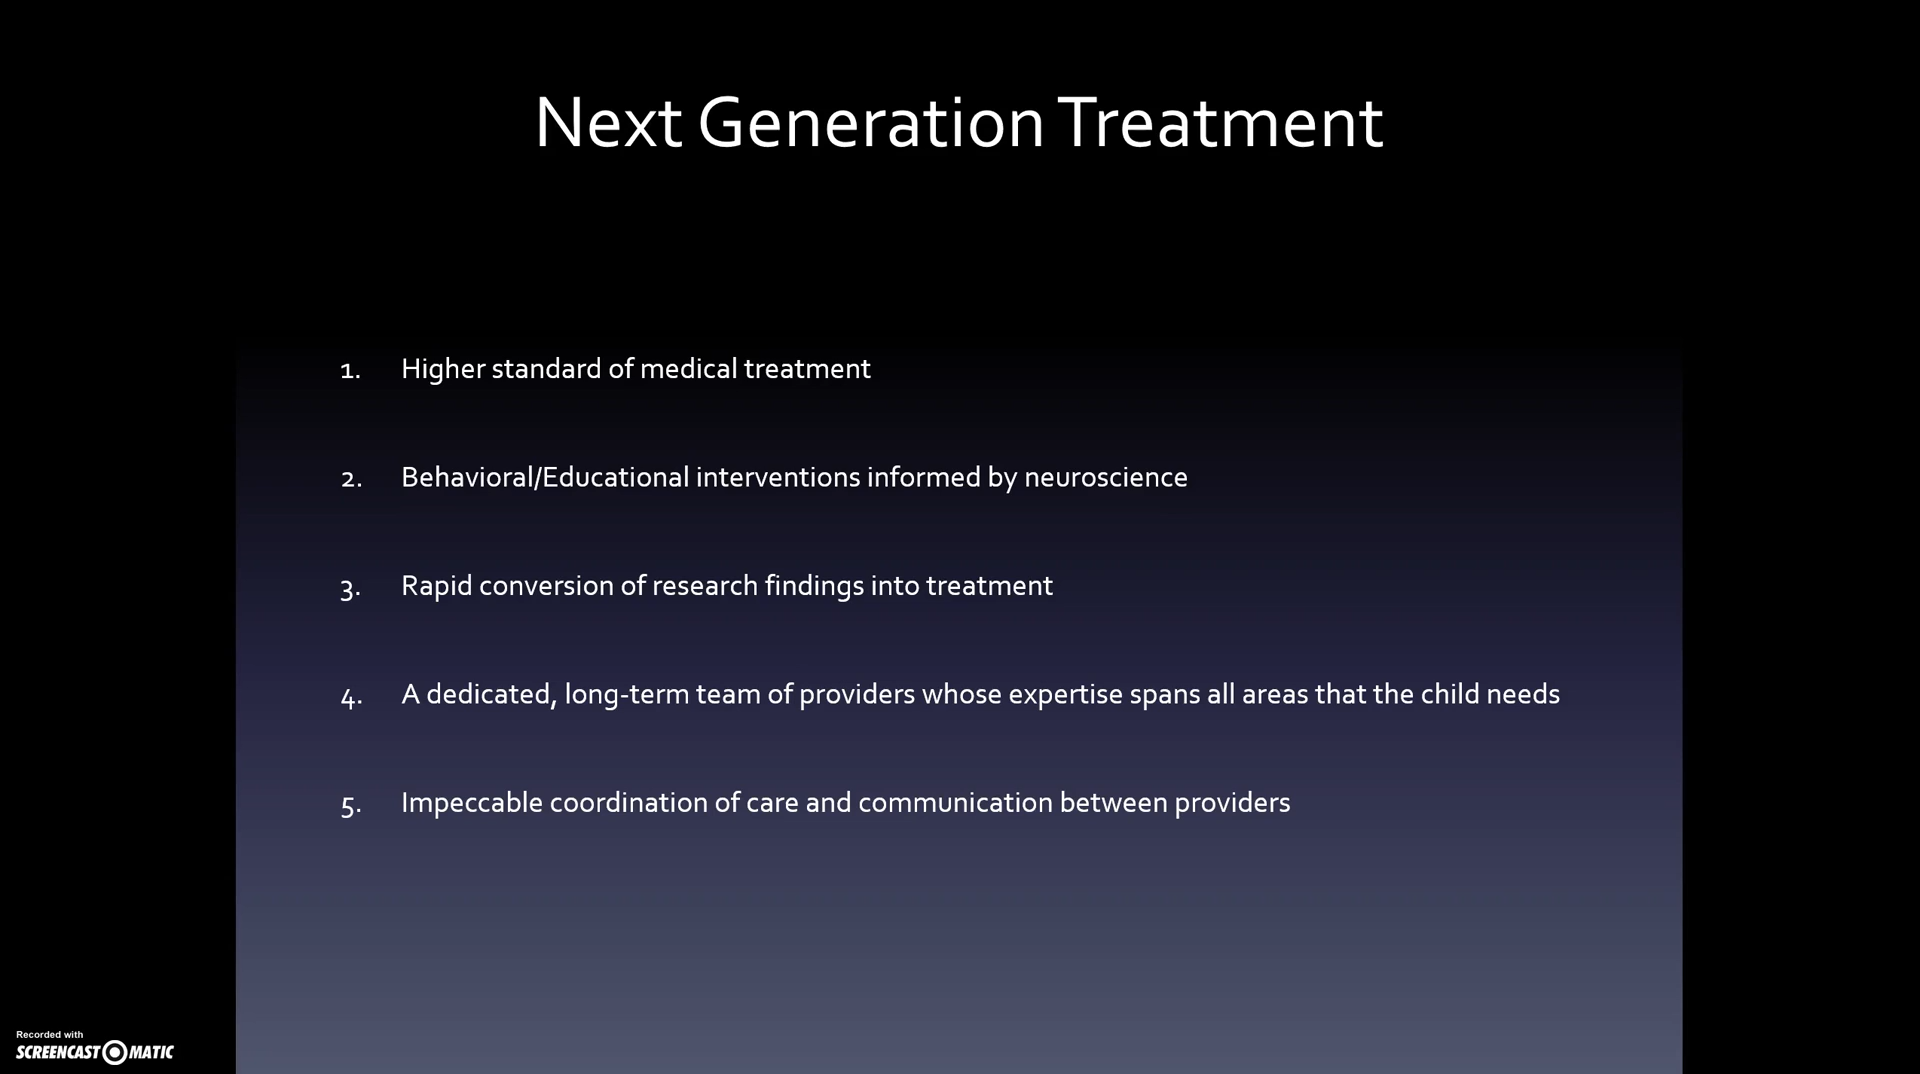 Next Generation Treatment
1. Higher standard of medical treatment
2. Behavioral/Educational interventions informed by neuroscience
3. Rapid conversion of research findings into treatment
4. A dedicated, long-term team of providers whose expertise spans all areas that the child needs
5. Impeccable coordination of care and communication between providers
Recorded with
SCREENCAST MATIC